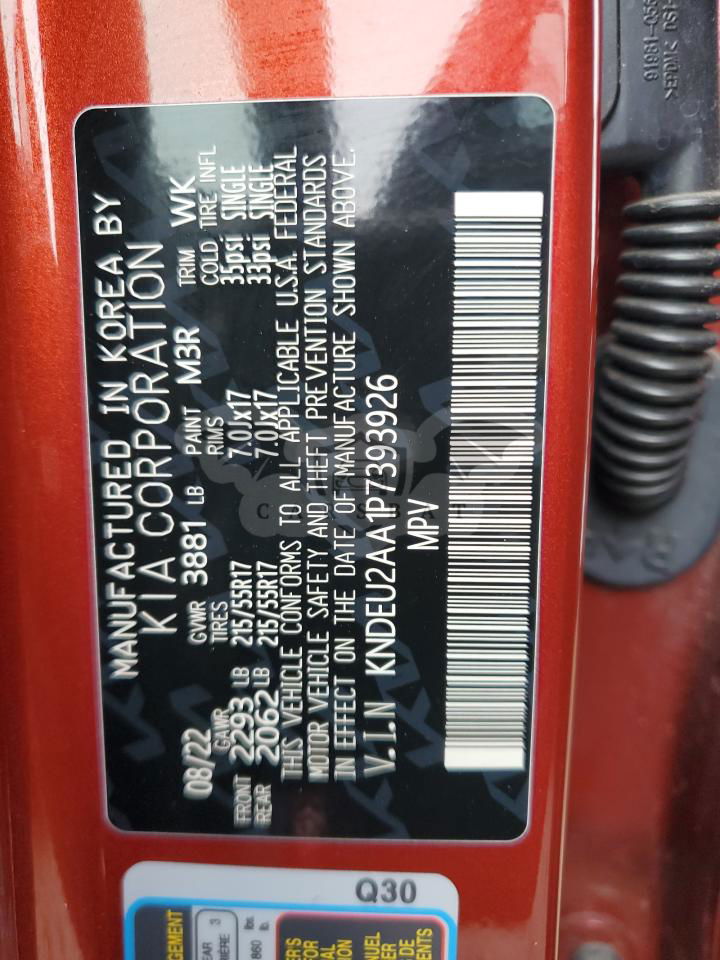 MANUFACTURED IN KOREA BY
KIA CORPORATION
08/22 GVWR 3881 LB PAINT M3R TRIM WK
GAWR TIRES RIMS COLD TIRE INFL
FRONT 2293 LB 215/55R17 7.0Jx17 35psi SINGLE
REAR 2062 LB 215/55R17 7.0Jx17 33psi SINGLE
THIS VEHICLE CONFORMS TO ALL APPLICABLE U.S.A. FEDERAL
MOTOR VEHICLE SAFETY AND THEFT PREVENTION STANDARDS
IN EFFECT ON THE DATE OF MANUFACTURE SHOWN ABOVE.
V.I.N KNDEU2AA1P7393926
MPV
Q30
860